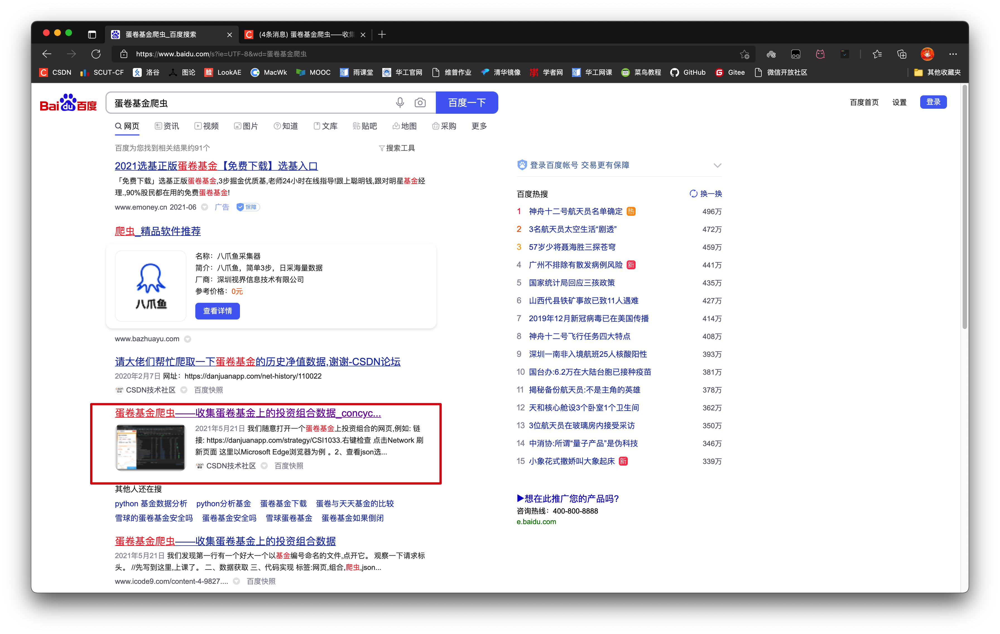 蛋卷基金爬虫_百度搜索
(4条消息) 蛋卷基金爬虫——收集
https://www.baidu.com/s?ie=UTF-8&wd=蛋卷基金爬虫
CSDN SCUT-CF 洛谷 图论 LookAE MacWk MOOC 雨课堂 华工官网 维普作业 清华镜像 学者网 华工网课 菜鸟教程 GitHub Gitee 微信开放社区 其他收藏夹
Bai du 百度
蛋卷基金爬虫
百度一下
百度首页 设置 登录
网页 资讯 视频 图片 知道 文库 贴吧 地图 采购 更多
百度为您找到相关结果约91个
搜索工具
2021选基正版蛋卷基金【免费下载】选基入口
「免费下载」选基正版蛋卷基金,3步掘金优质基,老师24小时在线指导!跟上聪明钱,跟对明星基金经
理.,90%股民都在用的免费蛋卷基金!
www.emoney.cn 2021-06 广告 保障
爬虫_精品软件推荐
八爪鱼
名称：八爪鱼采集器
简介：八爪鱼，简单3步，日采海量数据
厂商：深圳视界信息技术有限公司
参考价格：0元
查看详情
www.bazhuayu.com
请大佬们帮忙爬取一下蛋卷基金的历史净值数据,谢谢-CSDN论坛
2020年2月7日 网址：https://danjuanapp.com/net-history/110022
CSDN技术社区 百度快照
蛋卷基金爬虫——收集蛋卷基金上的投资组合数据_concyc...
2021年5月21日 我们随意打开一个蛋卷基金上投资组合的网页,例如: 链
接: https://danjuanapp.com/strategy/CSI1033.右键检查 点击Network 刷
新页面 这里以Microsoft Edge浏览器为例 。2、查看json选...
CSDN技术社区 百度快照
其他人还在搜
python 基金数据分析 python分析基金 蛋卷基金下载 蛋卷与天天基金的比较
雪球的蛋卷基金安全吗 蛋卷基金安全吗 雪球蛋卷基金 蛋卷基金如果倒闭
蛋卷基金爬虫——收集蛋卷基金上的投资组合数据
2021年5月21日 我们发现第一行有一个好大一个以基金编号命名的文件,点开它。 观察一下请求标
头。 //先写到这里,上课了。 二、数据获取 三、代码实现 标签:网页,组合,爬虫,json...
www.icode9.com/content-4-9827.... 百度快照
登录百度帐号 交易更有保障
百度热搜 换一换
1 神舟十二号航天员名单确定 热 496万
2 3名航天员太空生活“剧透” 472万
3 57岁少将聂海胜三探苍穹 459万
4 广州不排除有散发病例风险 新 441万
5 国家统计局回应三孩政策 435万
6 山西代县铁矿事故已致11人遇难 427万
7 2019年12月新冠病毒已在美国传播 414万
8 神舟十二号飞行任务四大特点 408万
9 深圳一南非入境航班25人核酸阳性 393万
10 国台办:6.2万在大陆台胞已接种疫苗 381万
11 揭秘备份航天员:不是主角的英雄 378万
12 天和核心舱设3个卧室1个卫生间 362万
13 3位航天员在玻璃房内接受采访 350万
14 中消协:所谓“量子产品”是伪科技 346万
15 小象花式撒娇叫大象起床 新 339万
▶想在此推广您的产品吗?
咨询热线：400-800-8888
e.baidu.com